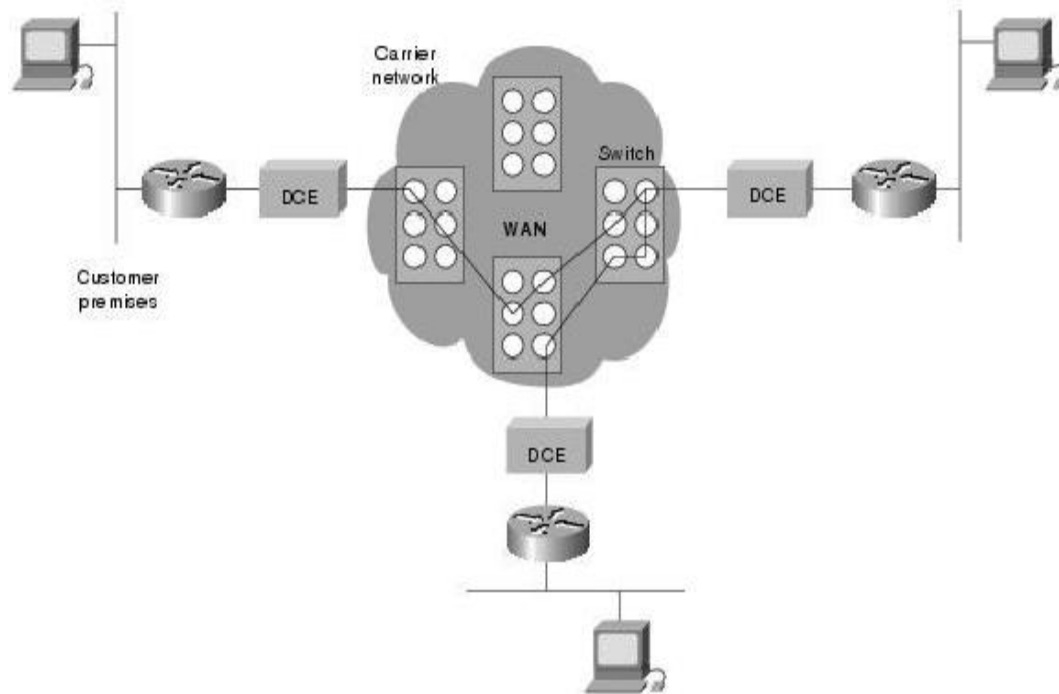 Carrier
network
Switch
DCE
DCE
WAN
Customer
premises
DCE